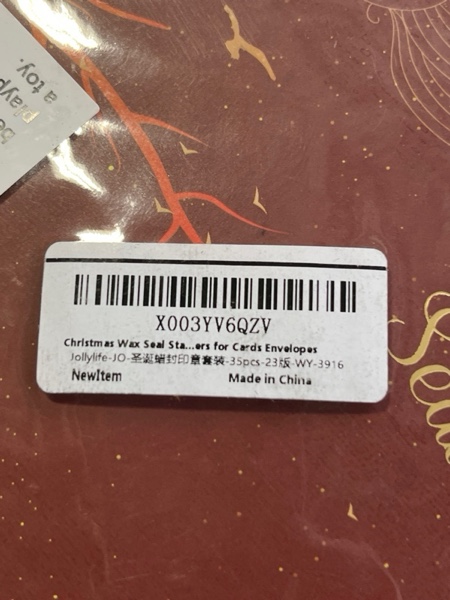 a toy.
X003YV6QZV
Christmas Wax Seal Sta...ers for Cards Envelopes
Jollylife-JO-圣诞蜡封印章套装-35pcs-23版-WY-3916
NewItem Made in China